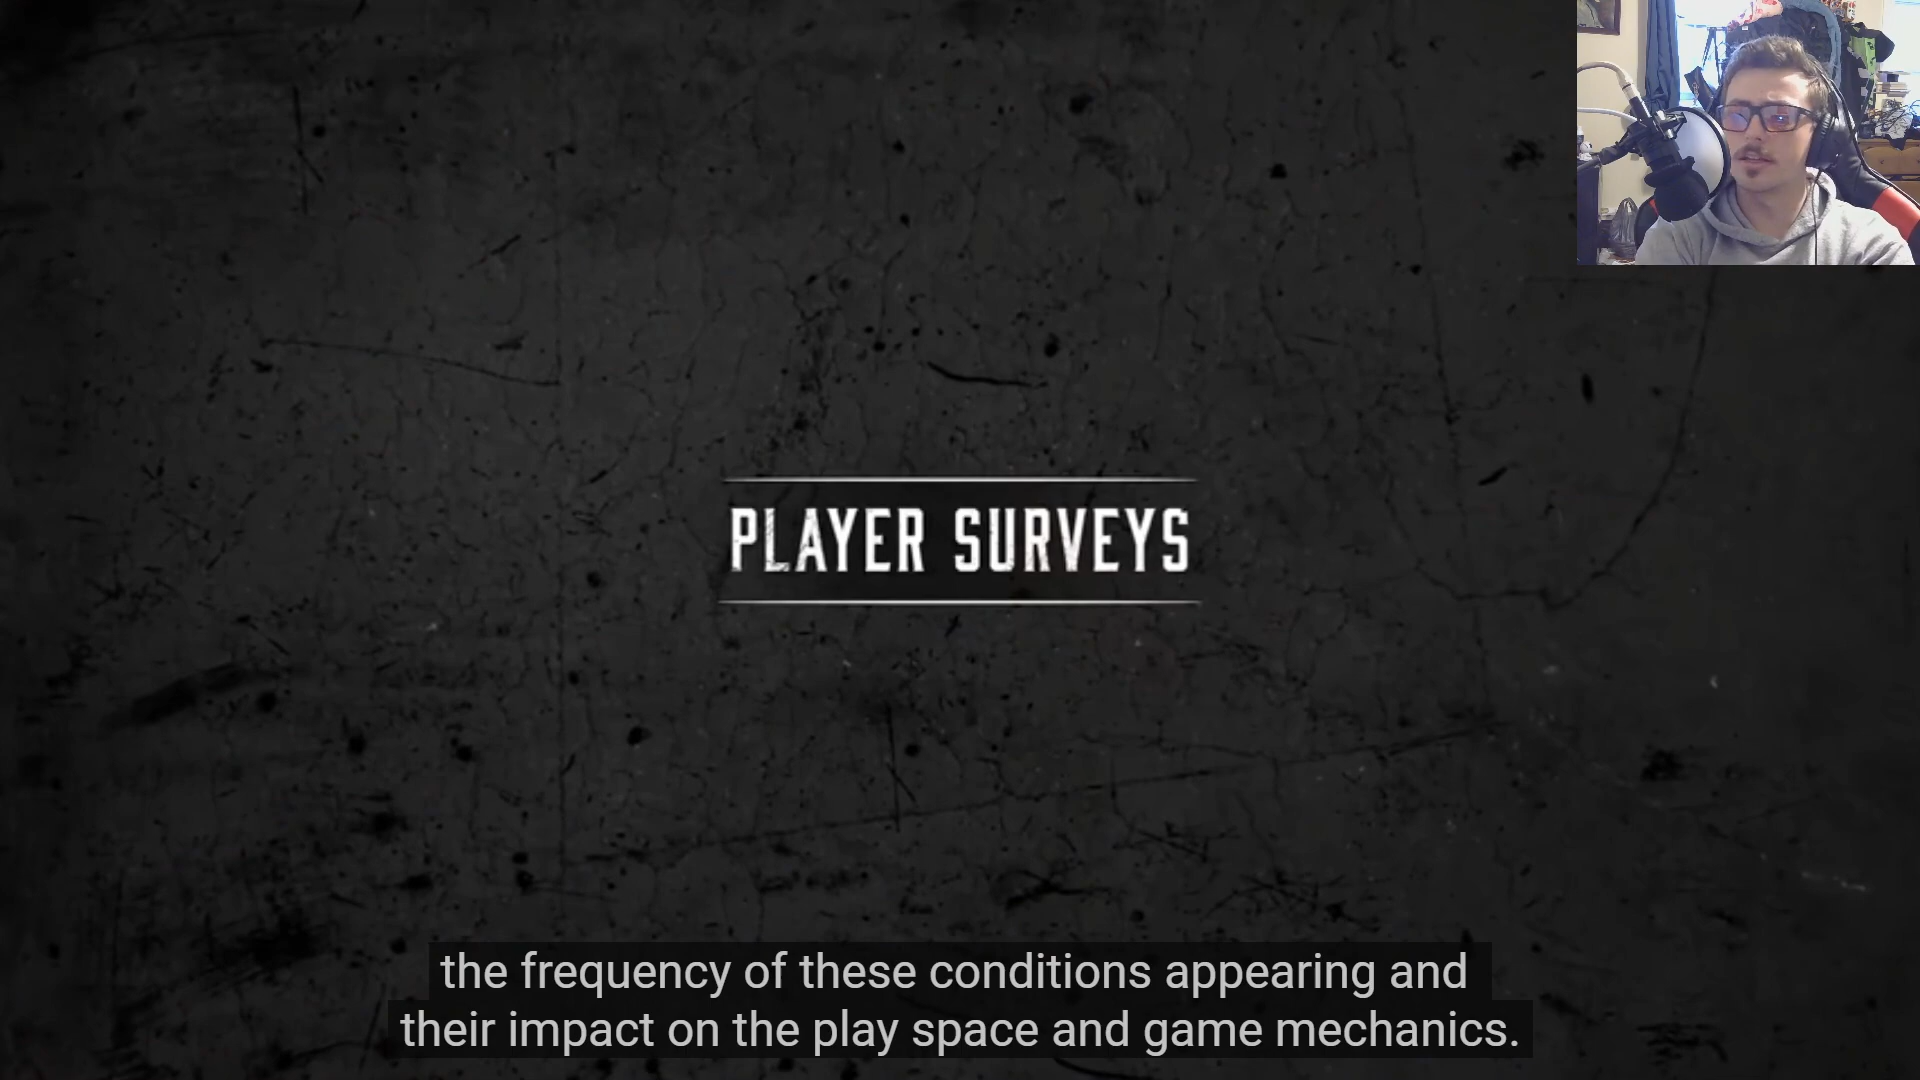 PLAYER SURVEYS
the frequency of these conditions appearing and
their impact on the play space and game mechanics.